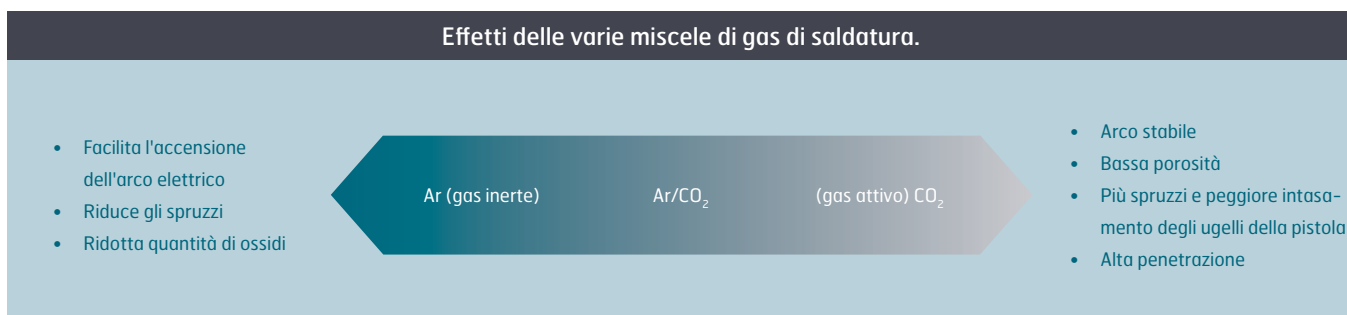 Effetti delle varie miscele di gas di saldatura.
• Facilita l'accensione
dell'arco elettrico
• Riduce gli spruzzi
• Ridotta quantità di ossidi
Ar (gas inerte)
Ar/CO₂
(gas attivo) CO₂
• Arco stabile
• Bassa porosità
• Più spruzzi e peggiore intasa-
mento degli ugelli della pistola
• Alta penetrazione